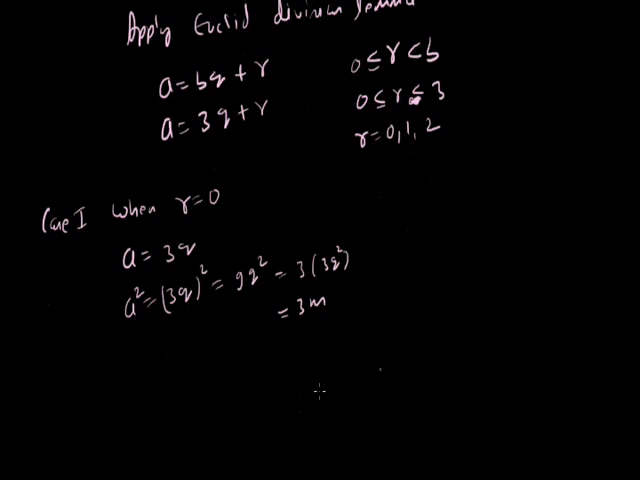 Apply Euclid division lemma
a = bq + r 0 ≤ r < b
a = 3q + r 0 ≤ r ≤ 3
r = 0, 1, 2
Case I when r = 0
a = 3q
a² = (3q)² = 9q² = 3(3q²)
= 3m